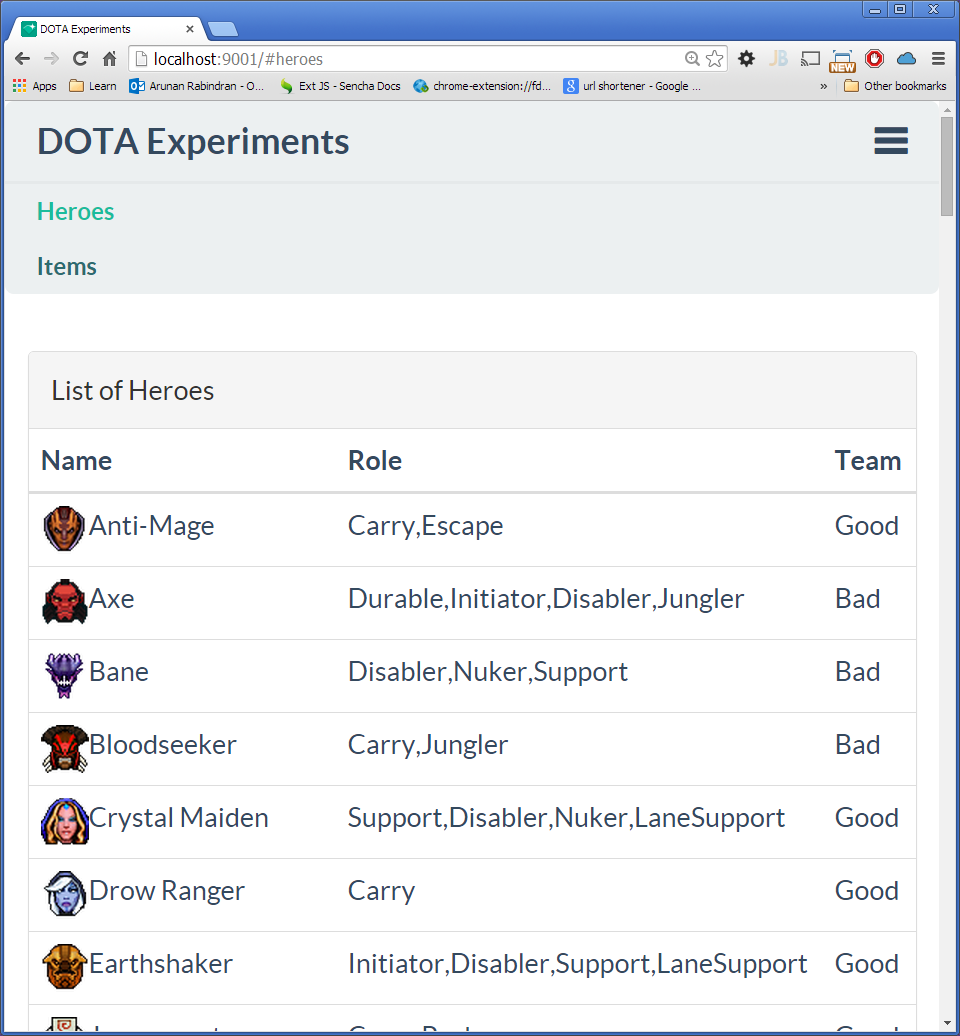 DOTA Experiments
localhost:9001/#heroes
JB
NEW
Apps Learn Arunan Rabindran - O... Ext JS - Sencha Docs chrome-extension://fd... url shortener - Google ... » Other bookmarks
DOTA Experiments
Heroes
Items
List of Heroes
Name Role Team
Anti-Mage Carry,Escape Good
Axe Durable,Initiator,Disabler,Jungler Bad
Bane Disabler,Nuker,Support Bad
Bloodseeker Carry,Jungler Bad
Crystal Maiden Support,Disabler,Nuker,LaneSupport Good
Drow Ranger Carry Good
Earthshaker Initiator,Disabler,Support,LaneSupport Good